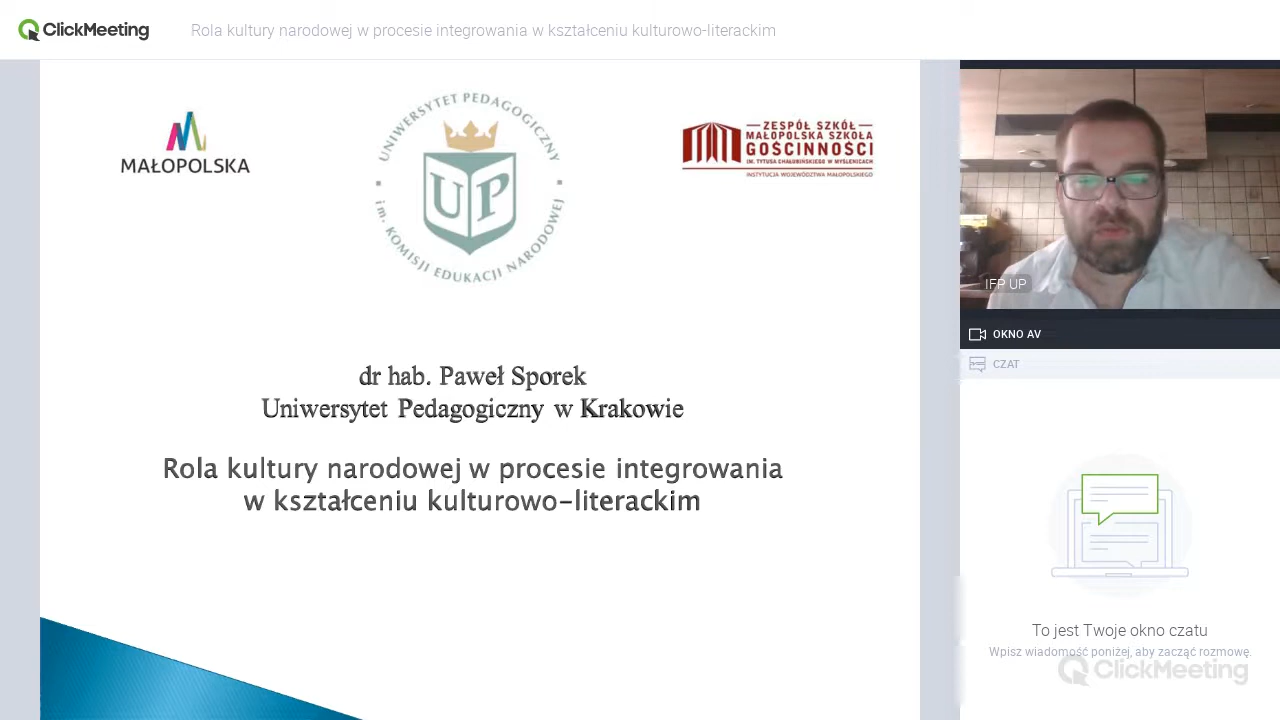 ClickMeeting
Rola kultury narodowej w procesie integrowania w kształceniu kulturowo-literackim
MAŁOPOLSKA
UNIWERSYTET PEDAGOGICZNY
im. KOMISJI EDUKACJI NARODOWEJ
UP
ZESPÓŁ SZKÓŁ
MAŁOPOLSKA SZKOŁA
GOŚCINNOŚCI
IM. TYTUSA CHAŁUBIŃSKIEGO W MYŚLENICACH
INSTYTUCJA WOJEWÓDZTWA MAŁOPOLSKIEGO
dr hab. Paweł Sporek
Uniwersytet Pedagogiczny w Krakowie
Rola kultury narodowej w procesie integrowania
w kształceniu kulturowo-literackim
IFP UP
OKNO AV
CZAT
To jest Twoje okno czatu
Wpisz wiadomość poniżej, aby zacząć rozmowę.
ClickMeeting